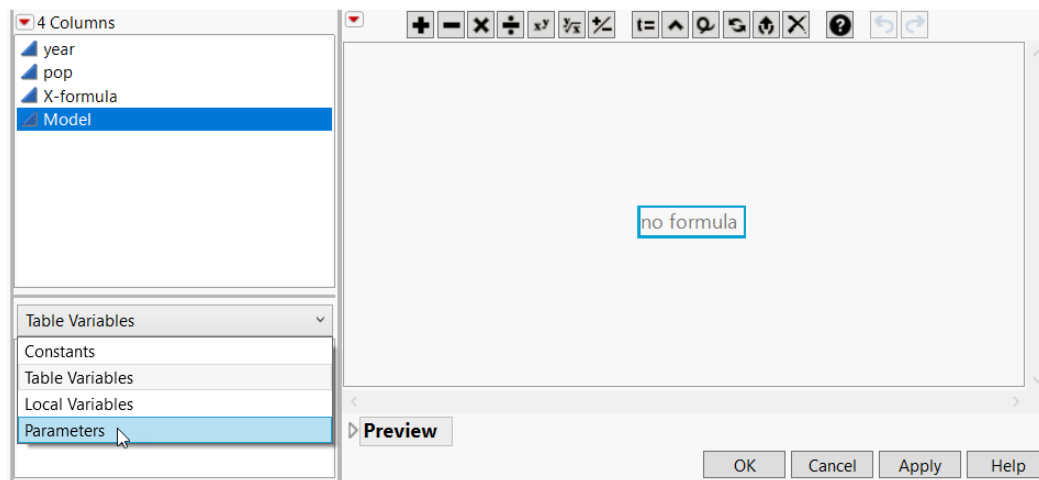 4 Columns
year
pop
X-formula
Model
Table Variables
Constants
Table Variables
Local Variables
Parameters
t=
no formula
Preview
OK Cancel Apply Help